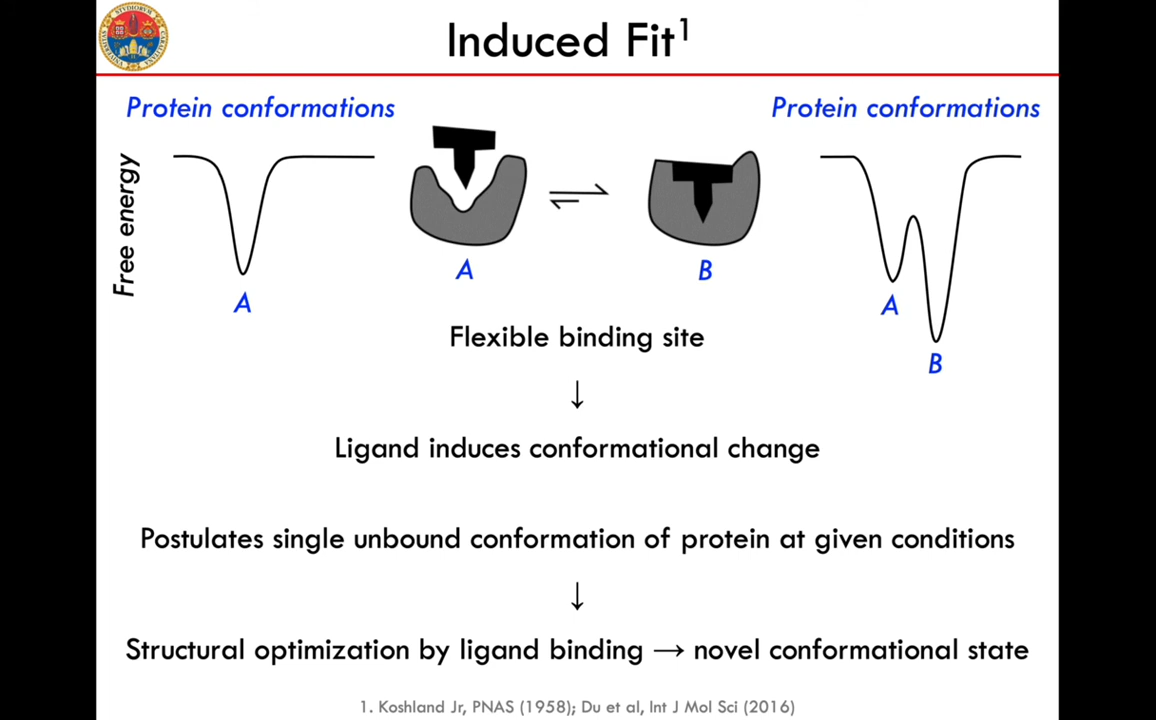 Induced Fit¹
Protein conformations
Protein conformations
Free energy
A
A
B
A
B
Flexible binding site
↓
Ligand induces conformational change
Postulates single unbound conformation of protein at given conditions
↓
Structural optimization by ligand binding → novel conformational state
1. Koshland Jr, PNAS (1958); Du et al, Int J Mol Sci (2016)